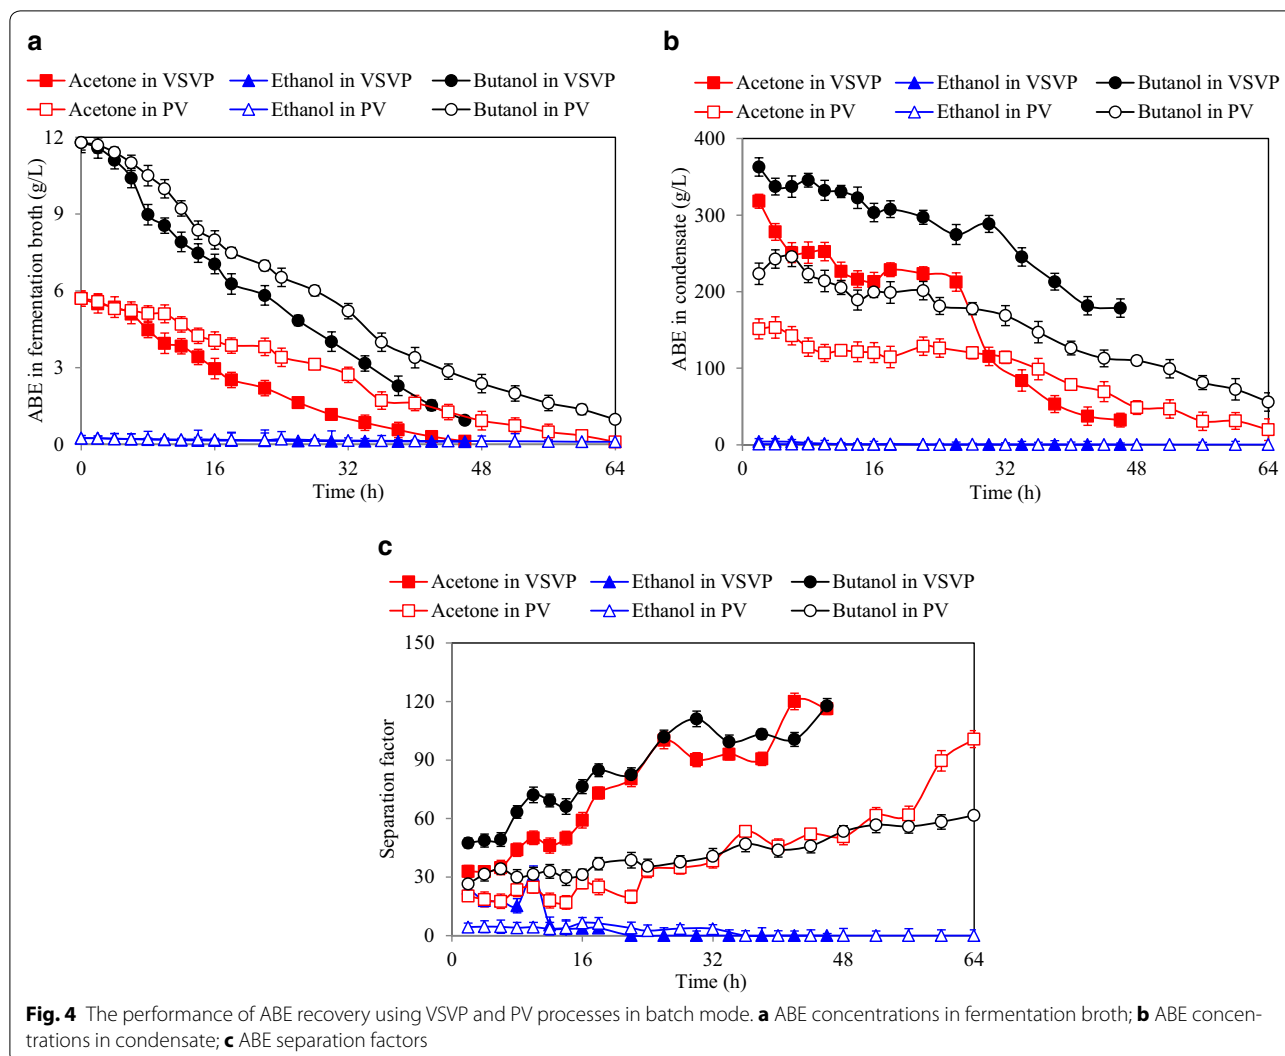 a
Acetone in VSVP Ethanol in VSVP Butanol in VSVP
Acetone in PV Ethanol in PV Butanol in PV
12
9
6
3
0
ABE in fermentation broth (g/L)
0 16 32 48 64
Time (h)
b
Acetone in VSVP Ethanol in VSVP Butanol in VSVP
Acetone in PV Ethanol in PV Butanol in PV
400
300
200
100
0
ABE in condensate (g/L)
0 16 32 48 64
Time (h)
c
Acetone in VSVP Ethanol in VSVP Butanol in VSVP
Acetone in PV Ethanol in PV Butanol in PV
150
120
90
60
30
0
Separation factor
0 16 32 48 64
Time (h)
Fig. 4 The performance of ABE recovery using VSVP and PV processes in batch mode. a ABE concentrations in fermentation broth; b ABE concen-
trations in condensate; c ABE separation factors